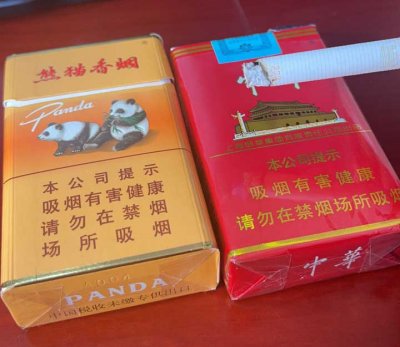 熊猫香烟
Panda
本公司提示
吸烟有害健康
请勿在禁烟
场所吸烟
PANDA
本公司提示
吸烟有害健康
请勿在禁烟场所吸烟
中華